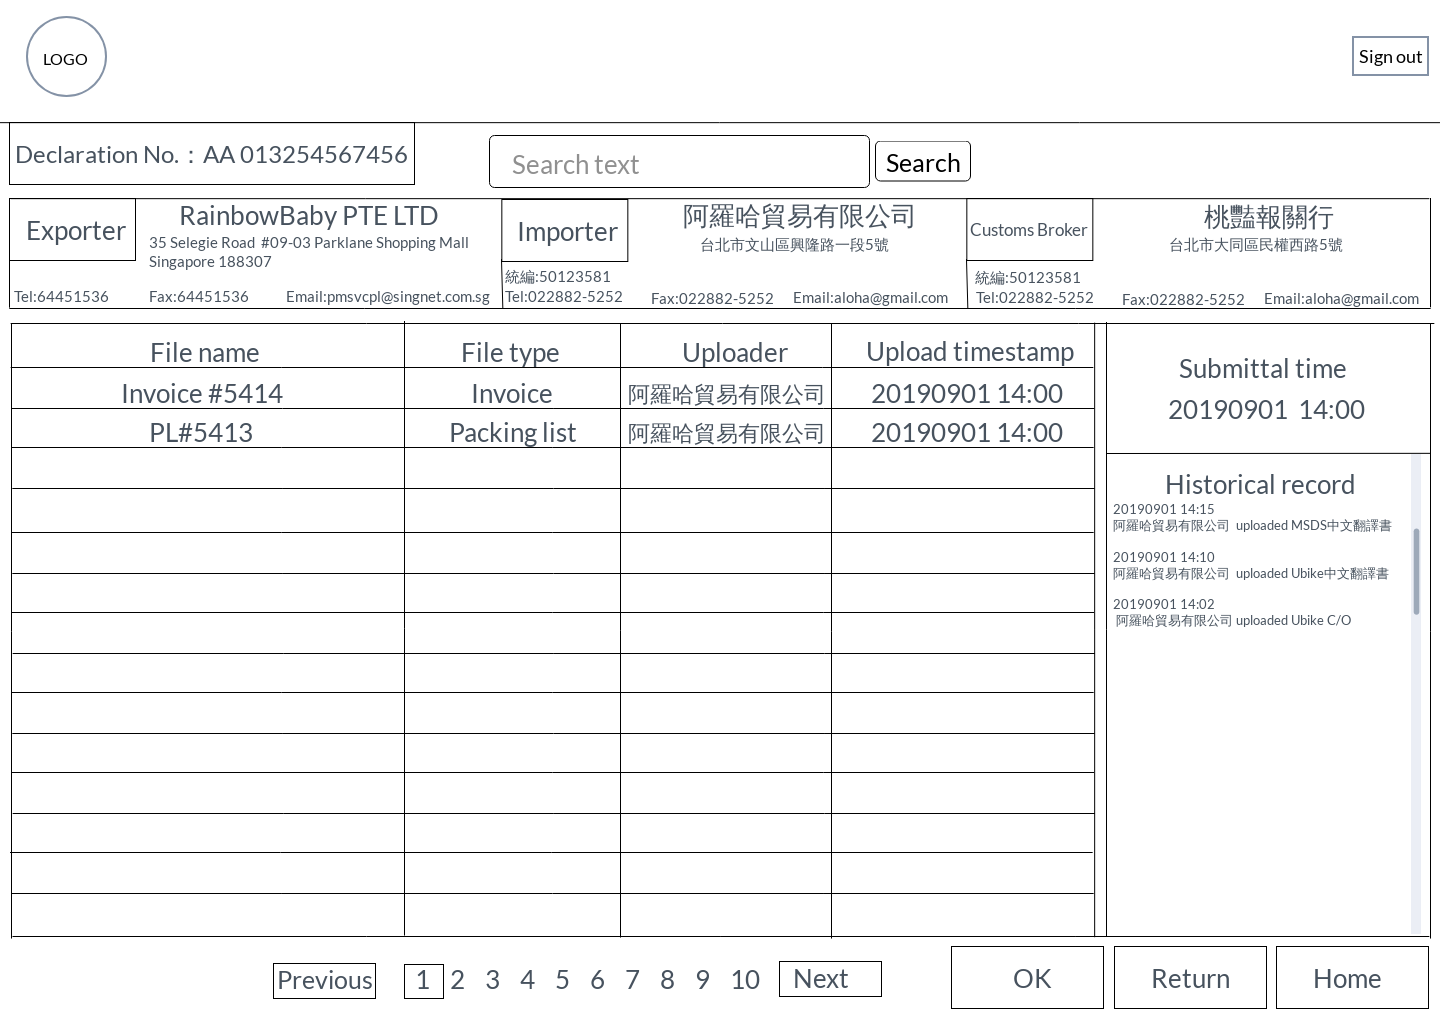 LOGO
Sign out
Declaration No.：AA 013254567456
Search text
Search
Exporter
RainbowBaby PTE LTD
35 Selegie Road  #09-03 Parklane Shopping Mall
Singapore 188307
Tel:64451536
Fax:64451536
Email:pmsvcpl@singnet.com.sg
Importer
阿羅哈貿易有限公司
台北市文山區興隆路一段5號
統編:50123581
Tel:022882-5252
Fax:022882-5252
Email:aloha@gmail.com
Customs Broker
桃豔報關行
台北市大同區民權西路5號
統編:50123581
Tel:022882-5252
Fax:022882-5252
Email:aloha@gmail.com
File name File type Uploader Upload timestamp
Invoice #5414 Invoice 阿羅哈貿易有限公司 20190901 14:00
PL#5413 Packing list 阿羅哈貿易有限公司 20190901 14:00
Submittal time
20190901  14:00
Historical record
20190901 14:15
阿羅哈貿易有限公司  uploaded MSDS中文翻譯書
20190901 14:10
阿羅哈貿易有限公司  uploaded Ubike中文翻譯書
20190901 14:02
阿羅哈貿易有限公司 uploaded Ubike C/O
Previous 1 2 3 4 5 6 7 8 9 10 Next
OK
Return
Home